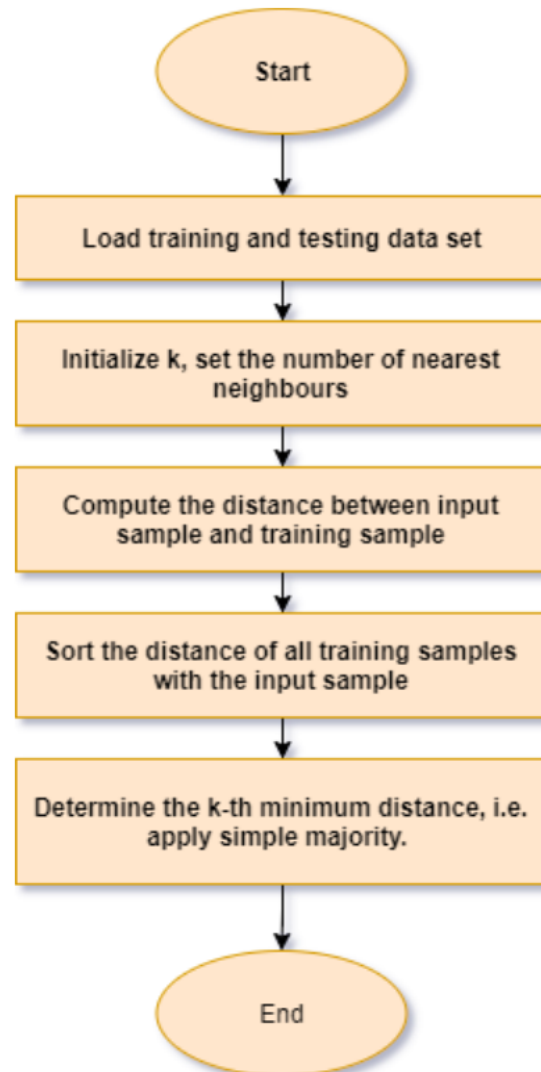 Start
Load training and testing data set
Initialize k, set the number of nearest
neighbours
Compute the distance between input
sample and training sample
Sort the distance of all training samples
with the input sample
Determine the k-th minimum distance, i.e.
apply simple majority.
End